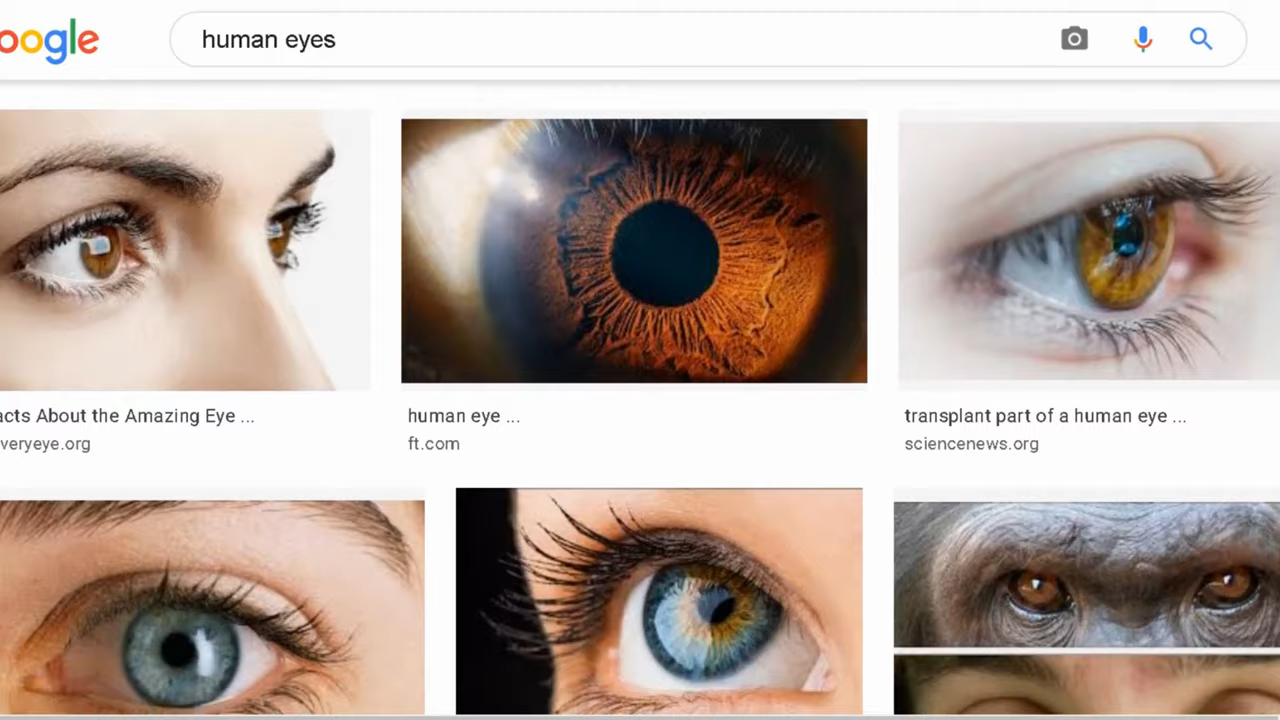 oogle
human eyes
acts About the Amazing Eye ...
veryeye.org
human eye ...
ft.com
transplant part of a human eye ...
sciencenews.org